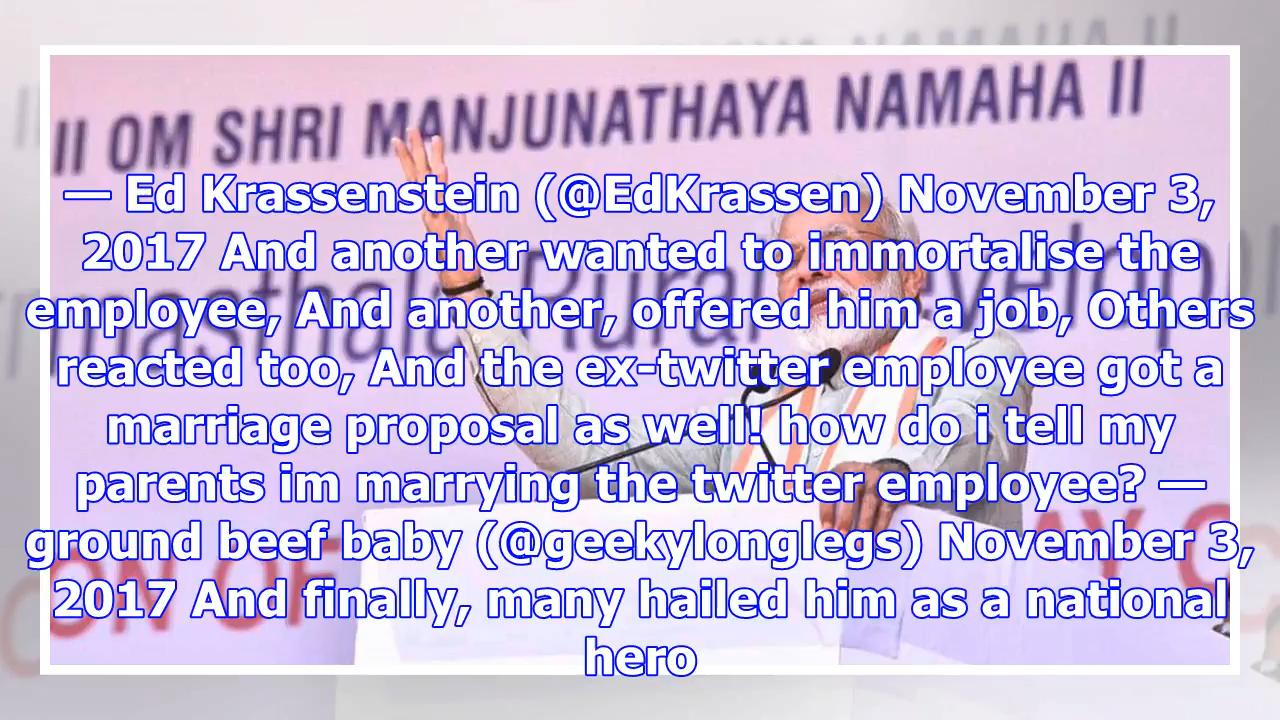 II OM SHRI MANJUNATHAYA NAMAHA II
— Ed Krassenstein (@EdKrassen) November 3,
2017 And another wanted to immortalise the
employee, And another, offered him a job, Others
reacted too, And the ex-twitter employee got a
marriage proposal as well! how do i tell my
parents im marrying the twitter employee? —
ground beef baby (@geekylonglegs) November 3,
2017 And finally, many hailed him as a national
hero